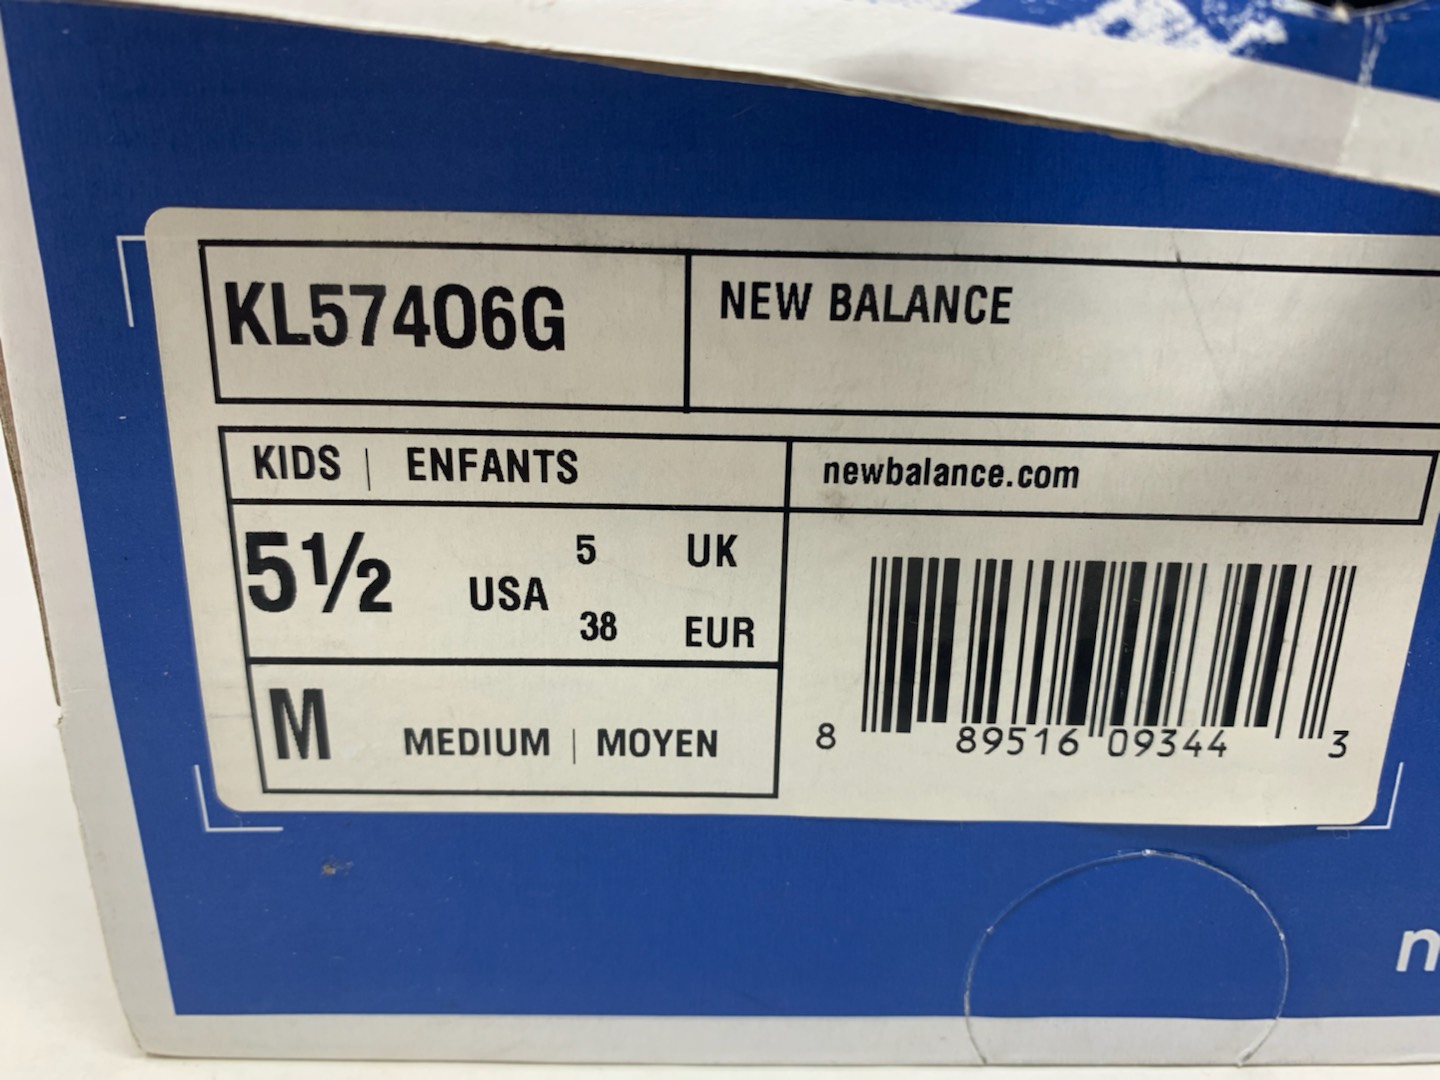 KL57406G
NEW BALANCE
KIDS | ENFANTS
newbalance.com
5½ USA 5 UK
38 EUR
M MEDIUM | MOYEN
8 89516 09344 3